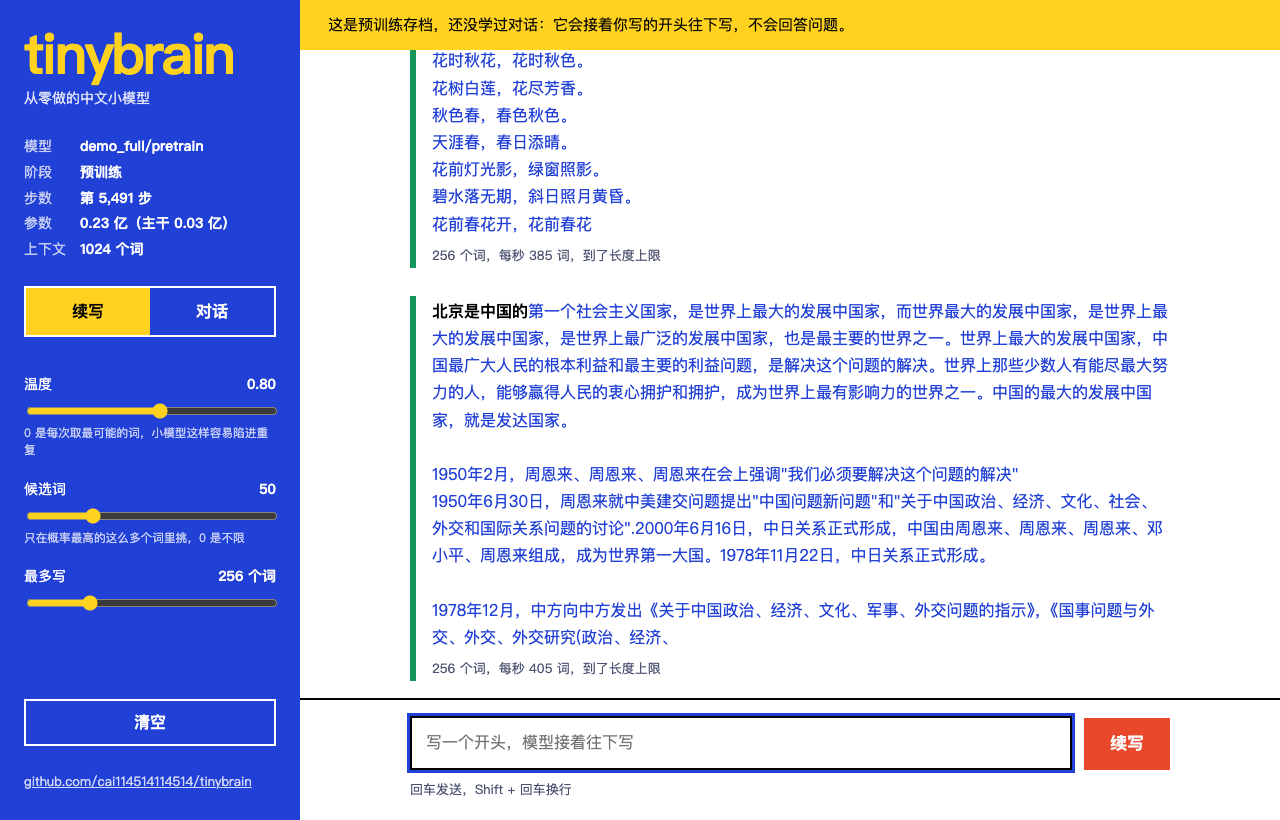 tinybrain
从零做的中文小模型
模型 demo_full/pretrain
阶段 预训练
步数 第 5,491 步
参数 0.23 亿（主干 0.03 亿）
上下文 1024 个词
续写 对话
温度 0.80
0 是每次取最可能的词，小模型这样容易陷进重
复
候选词 50
只在概率最高的这么多个词里挑，0 是不限
最多写 256 个词
清空
github.com/cai114514114514/tinybrain
这是预训练存档，还没学过对话：它会接着你写的开头往下写，不会回答问题。
花时秋花，花时秋色。
花树白莲，花尽芳香。
秋色春，春色秋色。
天涯春，春日添晴。
花前灯光影，绿窗照影。
碧水落无期，斜日照月黄昏。
花前春花开，花前春花
256 个词，每秒 385 词，到了长度上限
北京是中国的第一个社会主义国家，是世界上最大的发展中国家，而世界最大的发展中国家，是世界上最
大的发展中国家，是世界上最广泛的发展中国家，也是最主要的世界之一。世界上最大的发展中国家，中
国最广大人民的根本利益和最主要的利益问题，是解决这个问题的解决。世界上那些少数人有能尽最大努
力的人，能够赢得人民的衷心拥护和拥护，成为世界上最有影响力的世界之一。中国的最大的发展中国
家，就是发达国家。
1950年2月，周恩来、周恩来、周恩来在会上强调"我们必须要解决这个问题的解决"
1950年6月30日，周恩来就中美建交问题提出"中国问题新问题"和"关于中国政治、经济、文化、社会、
外交和国际关系问题的讨论".2000年6月16日，中日关系正式形成，中国由周恩来、周恩来、周恩来、邓
小平、周恩来组成，成为世界第一大国。1978年11月22日，中日关系正式形成。
1978年12月，中方向中方发出《关于中国政治、经济、文化、军事、外交问题的指示》，《国事问题与外
交、外交、外交研究(政治、经济、
256 个词，每秒 405 词，到了长度上限
写一个开头，模型接着往下写
续写
回车发送，Shift + 回车换行